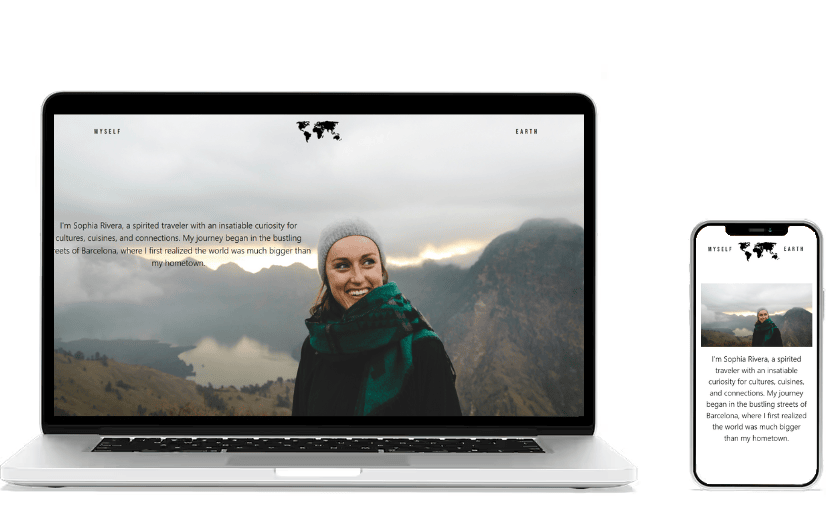 MYSELF
EARTH
I'm Sophia Rivera, a spirited traveler with an insatiable curiosity for
cultures, cuisines, and connections. My journey began in the bustling
eets of Barcelona, where I first realized the world was much bigger than
my hometown.
MYSELF
EARTH
I'm Sophia Rivera, a spirited
traveler with an insatiable
curiosity for cultures, cuisines,
and connections. My journey
began in the bustling streets of
Barcelona, where I first realized
the world was much bigger
than my hometown.